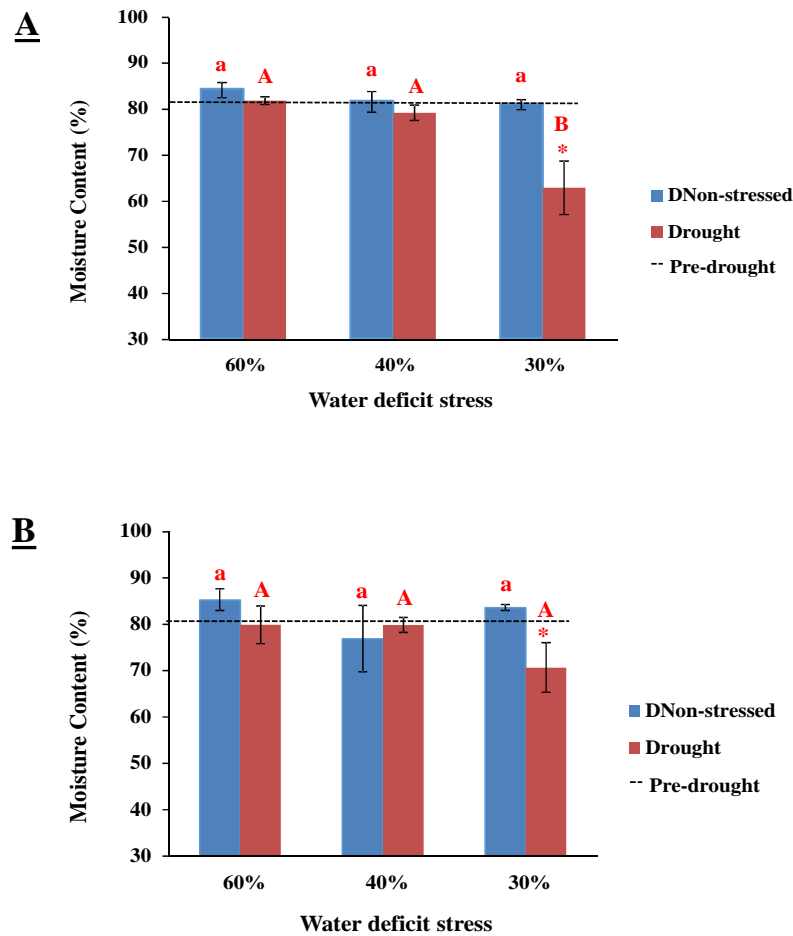 A
100
90
80
70
60
50
40
30
Moisture Content (%)
a A a A a B
*
60% 40% 30%
Water deficit stress
DNon-stressed
Drought
Pre-drought
B
100
90
80
70
60
50
40
30
Moisture Content (%)
a A a A a A
*
60% 40% 30%
Water deficit stress
DNon-stressed
Drought
Pre-drought